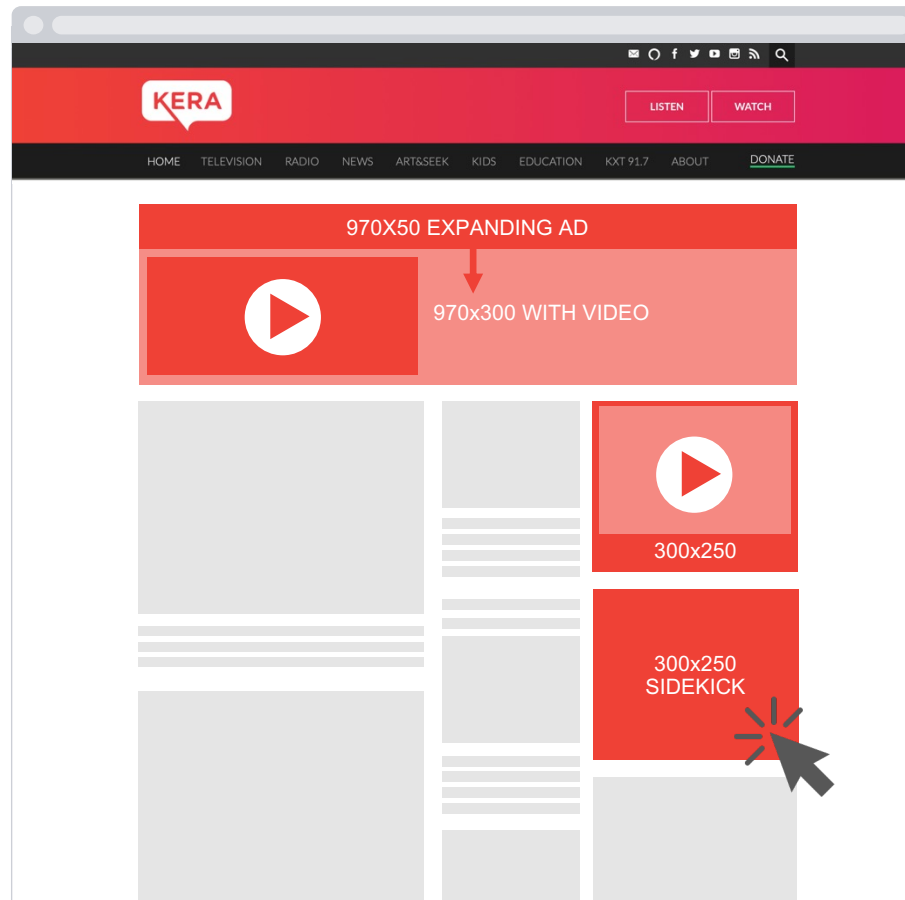 KERA
LISTEN WATCH
HOME TELEVISION RADIO NEWS ART&SEEK KIDS EDUCATION KXT 91.7 ABOUT DONATE
970X50 EXPANDING AD
970x300 WITH VIDEO
300x250
300x250
SIDEKICK